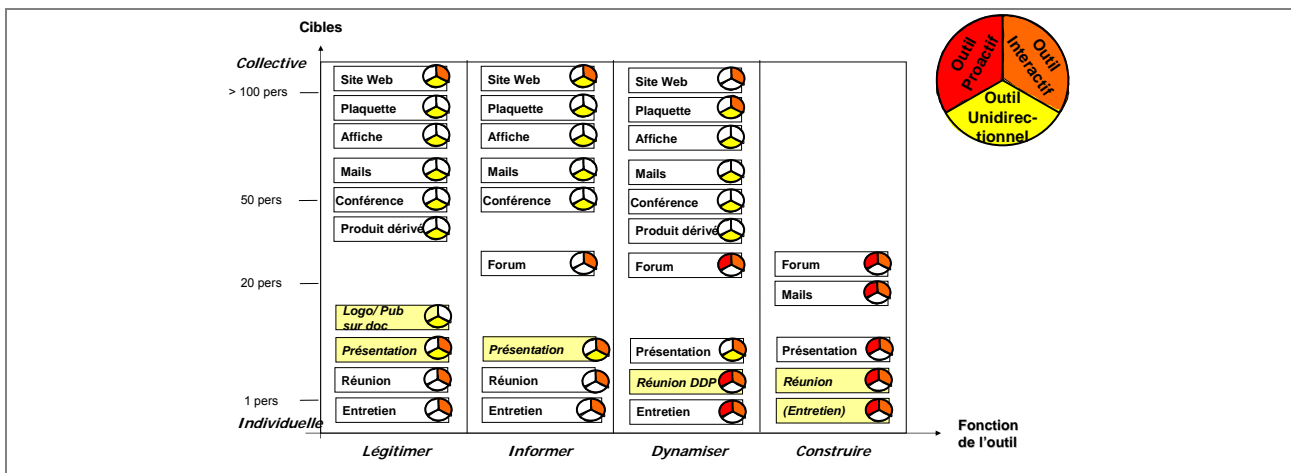 Cibles
Collective
> 100 pers
50 pers
20 pers
1 pers
Individuelle
Site Web
Plaquette
Affiche
Mails
Conférence
Produit dérivé
Logo/ Pub
sur doc
Présentation
Réunion
Entretien
Légitimer
Site Web
Plaquette
Affiche
Mails
Conférence
Forum
Présentation
Réunion
Entretien
Informer
Site Web
Plaquette
Affiche
Mails
Conférence
Produit dérivé
Forum
Présentation
Réunion DDP
Entretien
Dynamiser
Forum
Mails
Présentation
Réunion
(Entretien)
Construire
Fonction
de l'outil
Outil
Proactif
Outil
Interactif
Outil
Unidirec-
tionnel